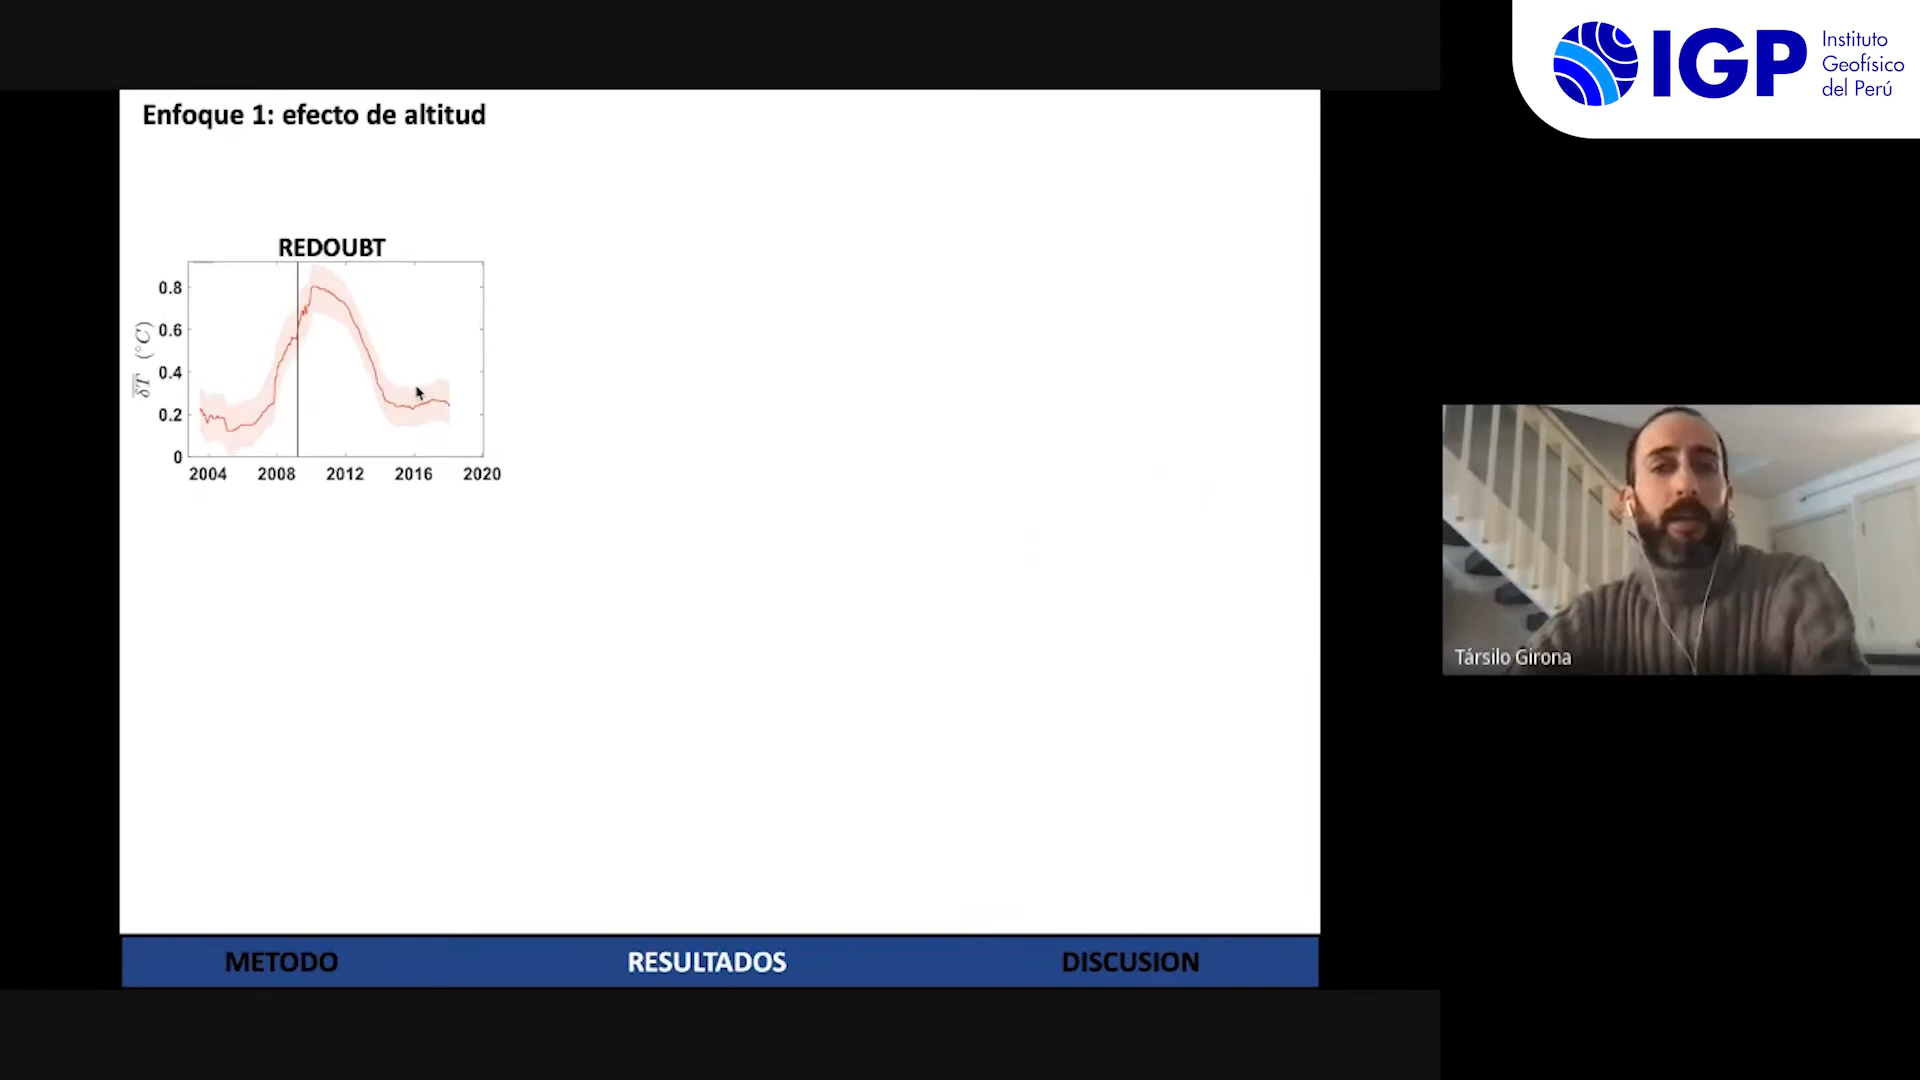 IGP
Instituto
Geofísico
del Perú
Enfoque 1: efecto de altitud
REDOUBT
0.8
0.6
0.4
0.2
0
δT (°C)
2004 2008 2012 2016 2020
Társilo Girona
METODO RESULTADOS DISCUSION